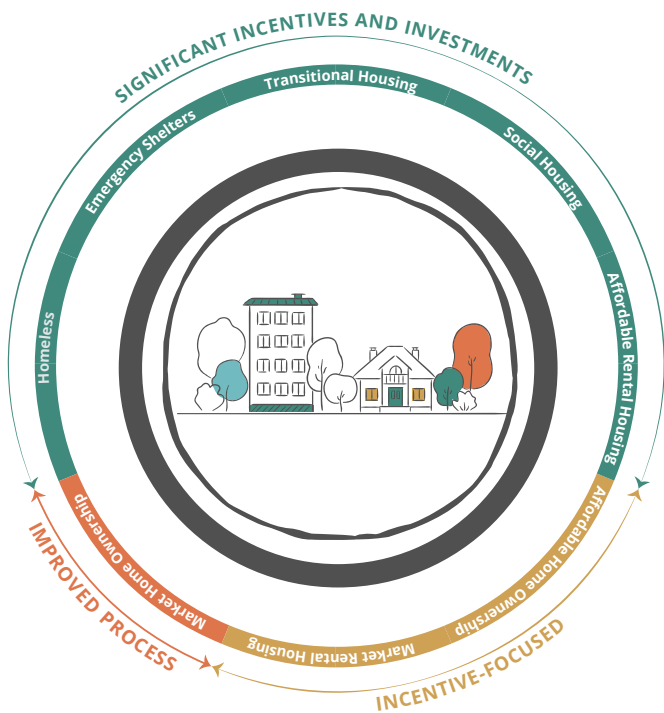 SIGNIFICANT INCENTIVES AND INVESTMENTS
Homeless
Emergency Shelters
Transitional Housing
Social Housing
Affordable Rental Housing
Affordable Home Ownership
Market Rental Housing
INCENTIVE-FOCUSED
Market Home Ownership
IMPROVED PROCESS